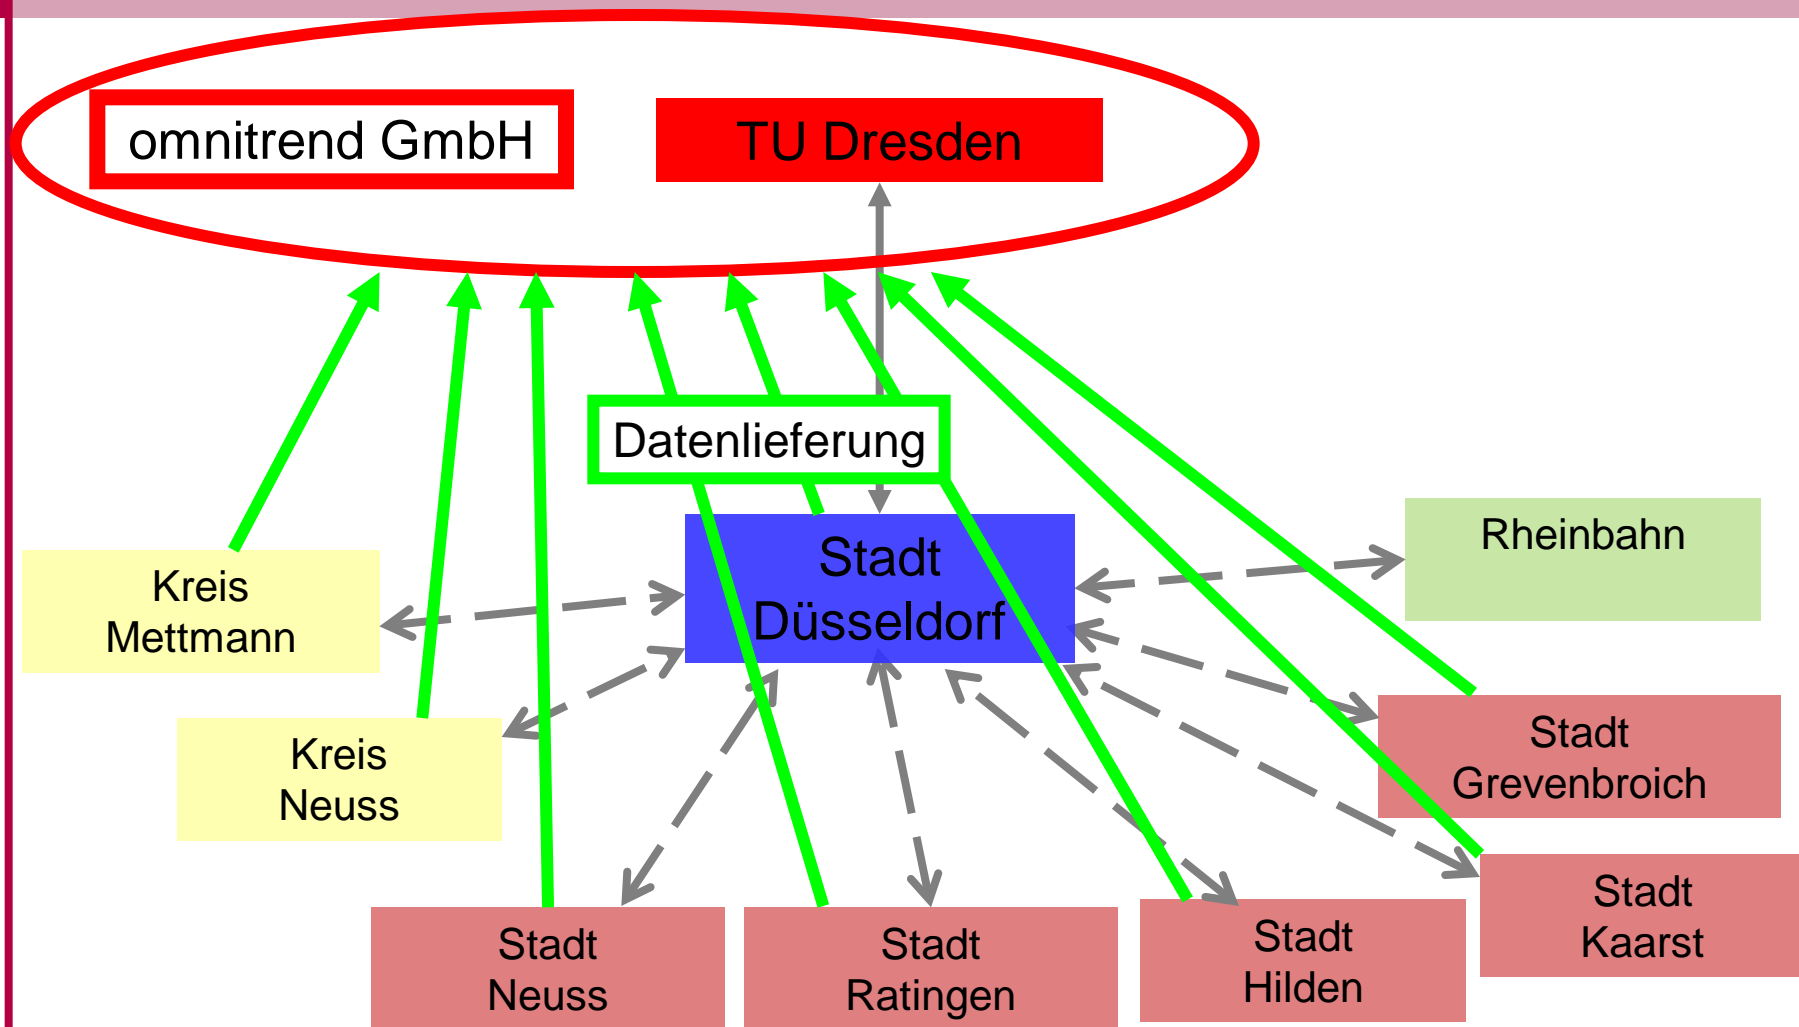 omnitrend GmbH
TU Dresden
Datenlieferung
Stadt
Düsseldorf
Rheinbahn
Kreis
Mettmann
Kreis
Neuss
Stadt
Grevenbroich
Stadt
Kaarst
Stadt
Neuss
Stadt
Ratingen
Stadt
Hilden